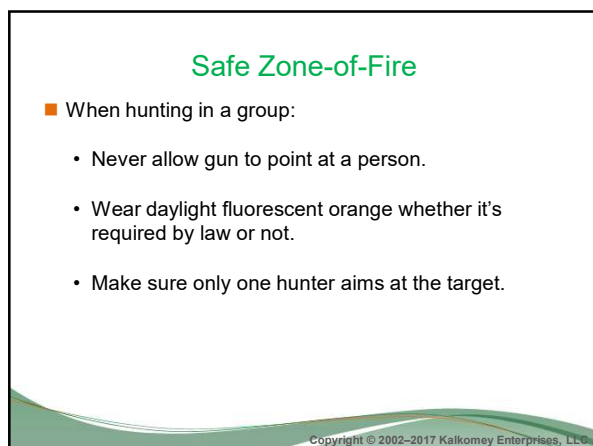 Safe Zone-of-Fire
■ When hunting in a group:
• Never allow gun to point at a person.
• Wear daylight fluorescent orange whether it's
required by law or not.
• Make sure only one hunter aims at the target.
Copyright © 2002–2017 Kalkomey Enterprises, LLC